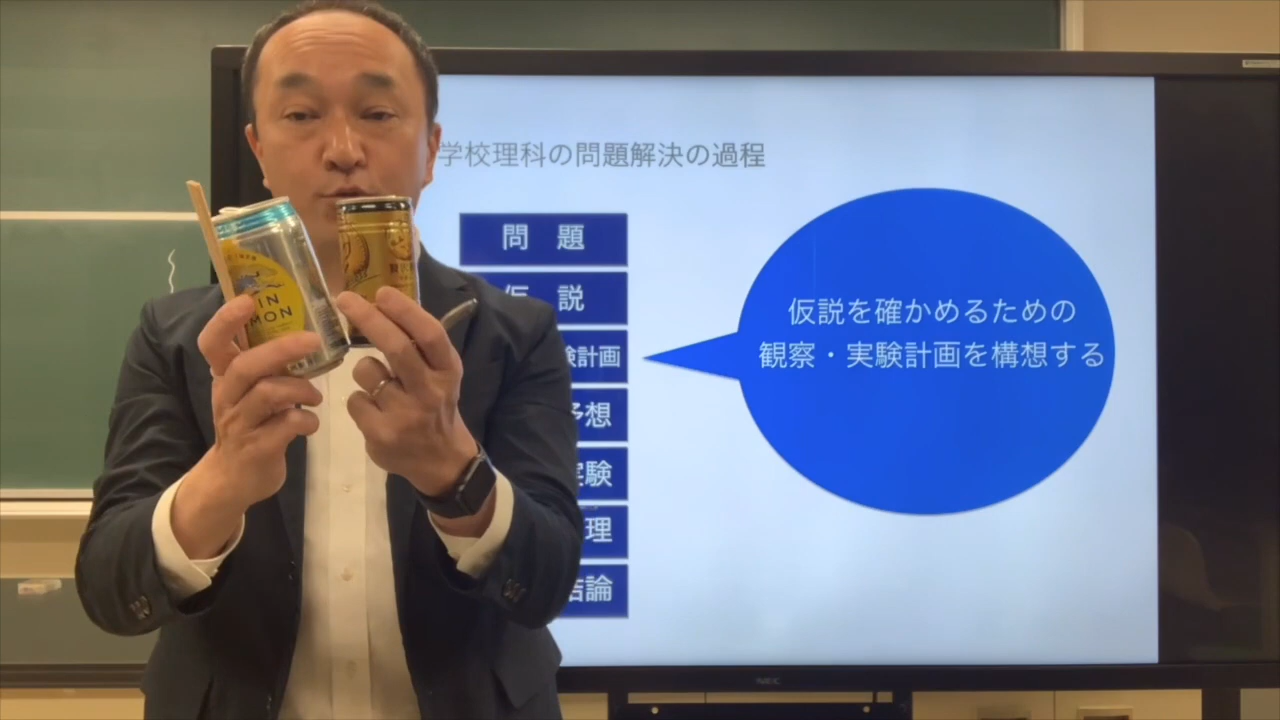 学校理科の問題解決の過程
問 題
仮 説
験計画
予想
実験
理
結論
仮説を確かめるための
観察・実験計画を構想する
IN
MON
NEC